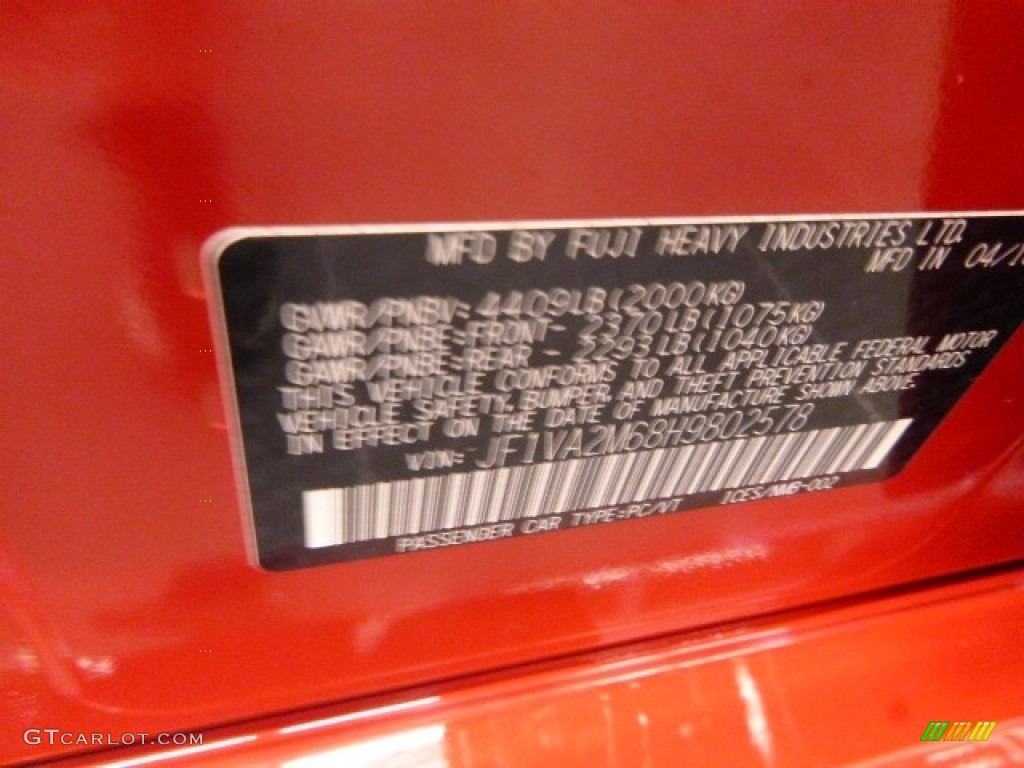 MFD BY FUJI HEAVY INDUSTRIES LTD.
MFD IN 04/1
GVWR/PNBV: 4409LB(2000KG)
GAWR/PNBE:FRONT- 2370LB(1075KG)
GAWR/PNBE:REAR - 2293LB(1040KG)
THIS VEHICLE CONFORMS TO ALL APPLICABLE FEDERAL MOTOR
VEHICLE SAFETY, BUMPER, AND THEFT PREVENTION STANDARDS
IN EFFECT ON THE DATE OF MANUFACTURE SHOWN ABOVE.
VIN: JF1VA2M68H9802578
PASSENGER CAR TYPE:PC/VT ICES/NMB-002
GTCARLOT.COM